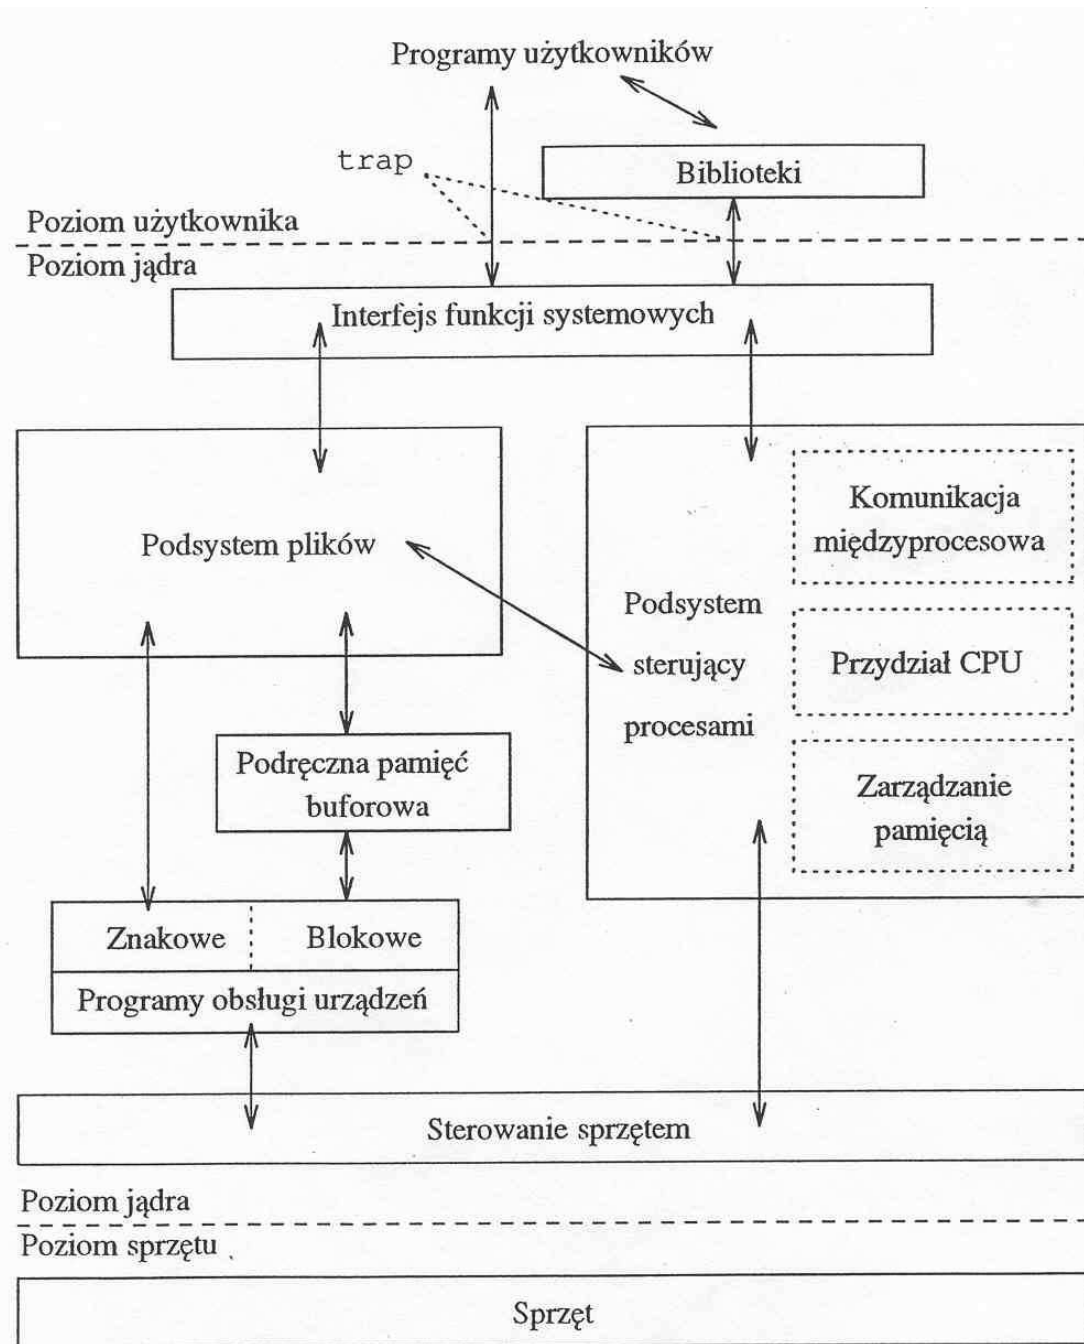 Programy użytkowników
trap
Biblioteki
Poziom użytkownika
Poziom jądra
Interfejs funkcji systemowych
Podsystem plików
Podsystem
sterujący
procesami
Komunikacja
międzyprocesowa
Przydział CPU
Zarządzanie
pamięcią
Podręczna pamięć
buforowa
Znakowe
Blokowe
Programy obsługi urządzeń
Sterowanie sprzętem
Poziom jądra
Poziom sprzętu
Sprzęt